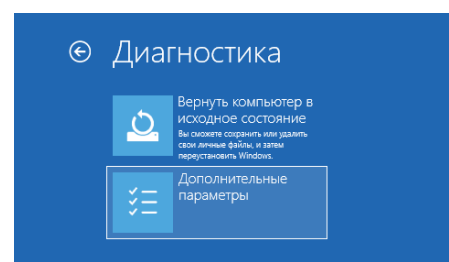 Диагностика
Вернуть компьютер в
исходное состояние
Вы сможете сохранить или удалить
свои личные файлы, и затем
переустановить Windows.
Дополнительные
параметры